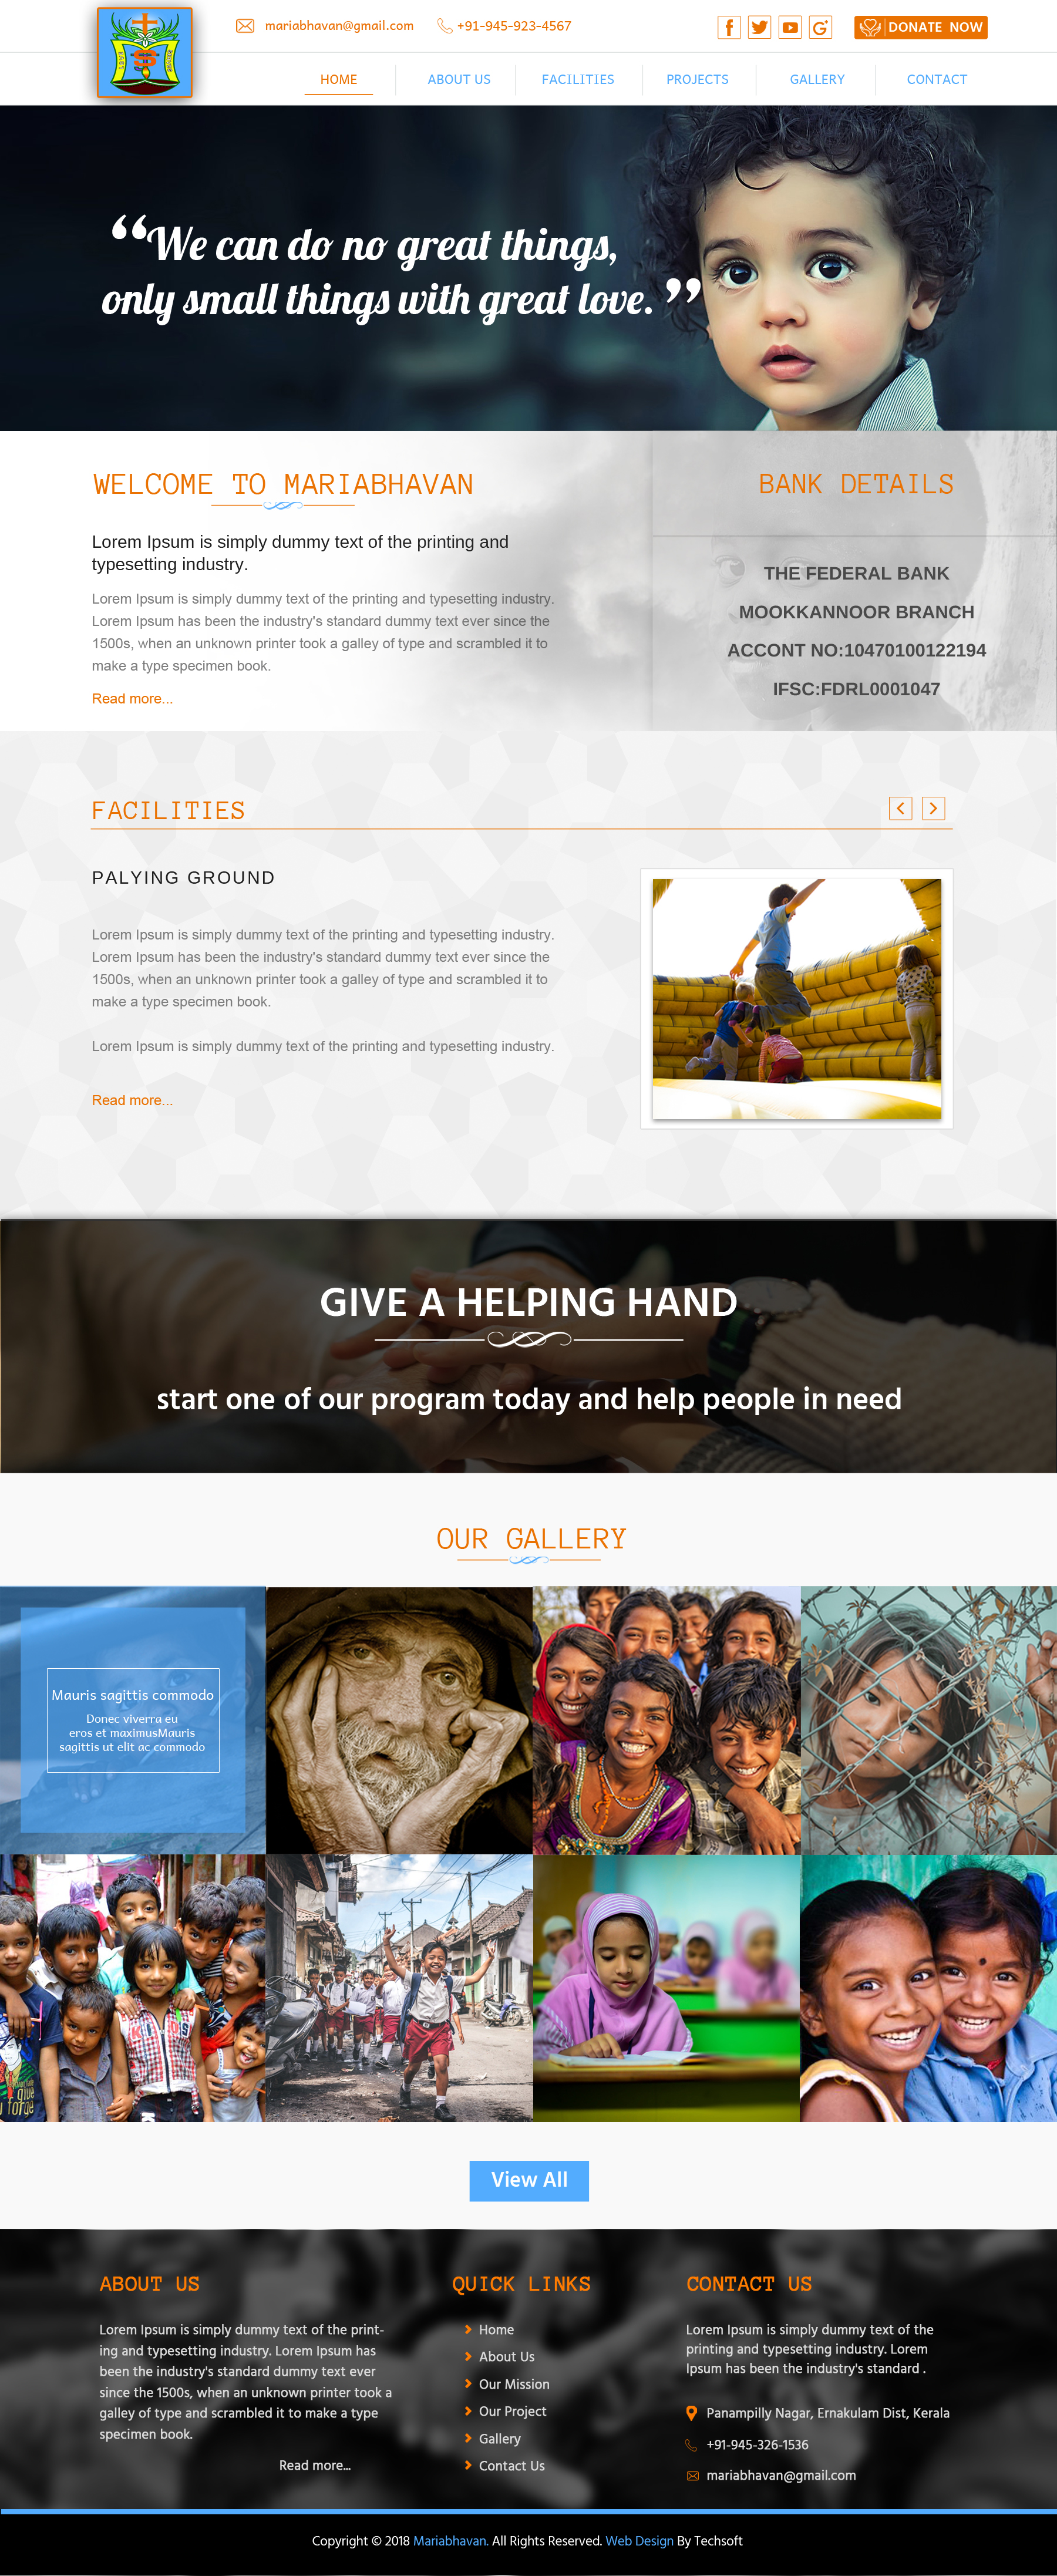 mariabhavan@gmail.com
+91-945-923-4567
DONATE NOW
HOME
ABOUT US
FACILITIES
PROJECTS
GALLERY
CONTACT
“We can do no great things,
only small things with great love.”
WELCOME TO MARIABHAVAN
Lorem Ipsum is simply dummy text of the printing and
typesetting industry.
Lorem Ipsum is simply dummy text of the printing and typesetting industry.
Lorem Ipsum has been the industry's standard dummy text ever since the
1500s, when an unknown printer took a galley of type and scrambled it to
make a type specimen book.
Read more...
BANK DETAILS
THE FEDERAL BANK
MOOKKANNOOR BRANCH
ACCONT NO:10470100122194
IFSC:FDRL0001047
FACILITIES
PALYING GROUND
Lorem Ipsum is simply dummy text of the printing and typesetting industry.
Lorem Ipsum has been the industry's standard dummy text ever since the
1500s, when an unknown printer took a galley of type and scrambled it to
make a type specimen book.
Lorem Ipsum is simply dummy text of the printing and typesetting industry.
Read more...
GIVE A HELPING HAND
start one of our program today and help people in need
OUR GALLERY
Mauris sagittis commodo
Donec viverra eu
eros et maximusMauris
sagittis ut elit ac commodo
View All
ABOUT US
Lorem Ipsum is simply dummy text of the print-
ing and typesetting industry. Lorem Ipsum has
been the industry's standard dummy text ever
since the 1500s, when an unknown printer took a
galley of type and scrambled it to make a type
specimen book.
Read more...
QUICK LINKS
Home
About Us
Our Mission
Our Project
Gallery
Contact Us
CONTACT US
Lorem Ipsum is simply dummy text of the
printing and typesetting industry. Lorem
Ipsum has been the industry's standard .
Panampilly Nagar, Ernakulam Dist, Kerala
+91-945-326-1536
mariabhavan@gmail.com
Copyright © 2018 Mariabhavan. All Rights Reserved. Web Design By Techsoft